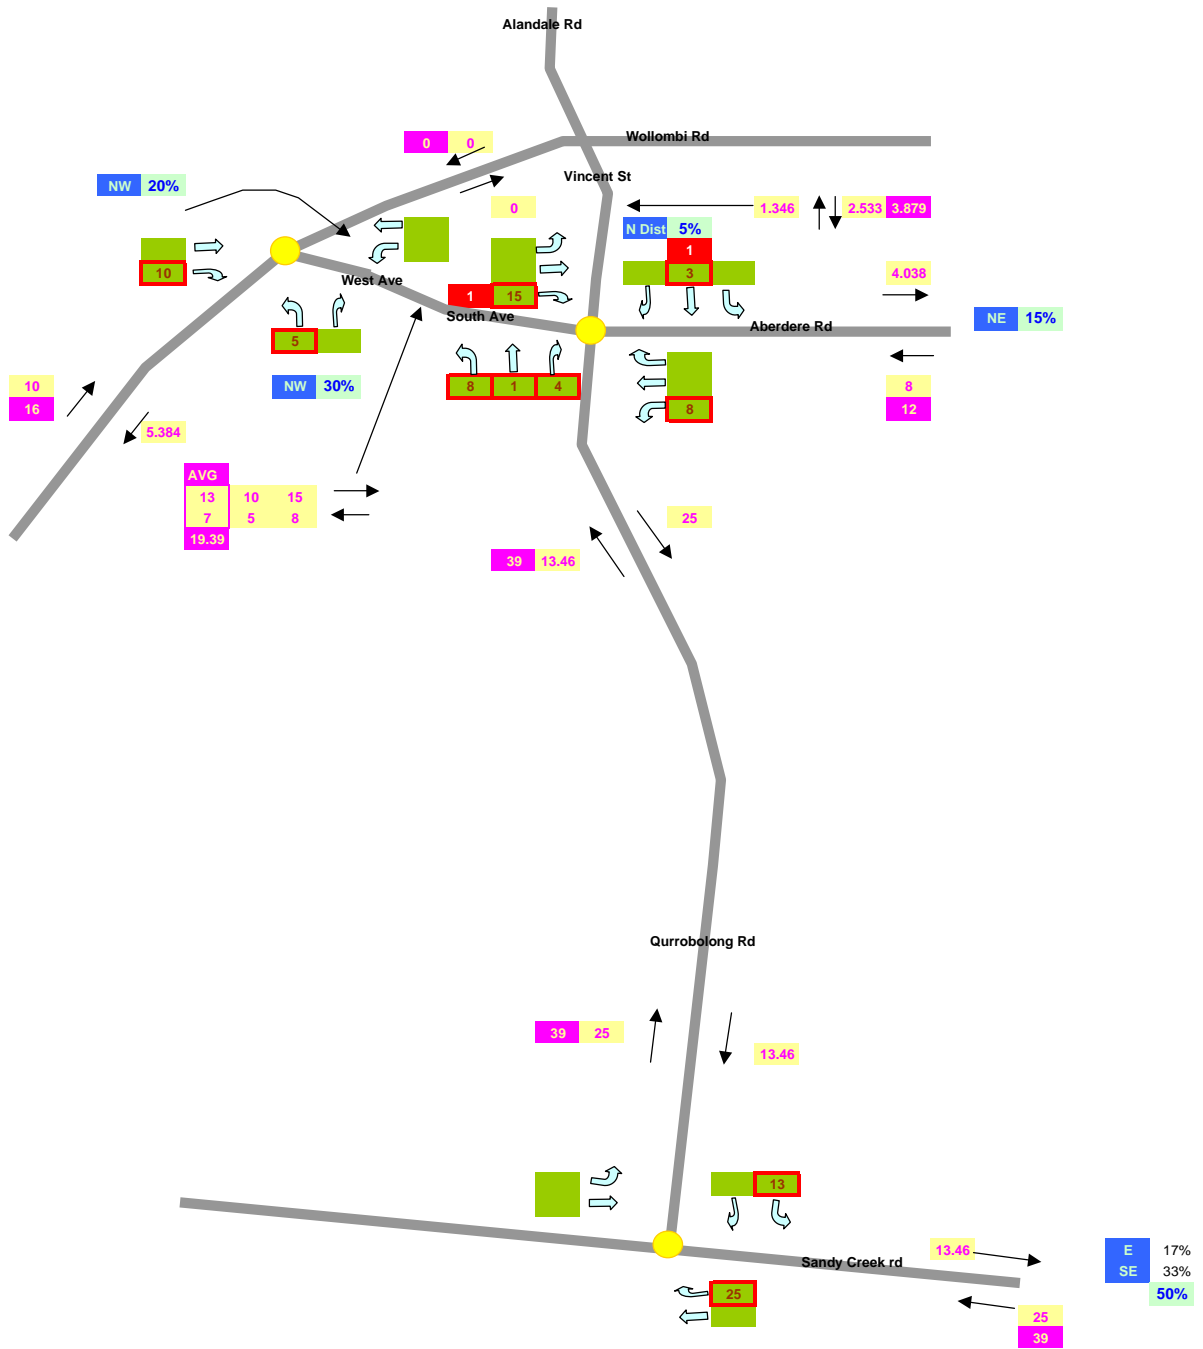 Alandale Rd
Wollombi Rd
0 0
Vincent St
NW 20%
0
1.346 2.533 3.879
N Dist 5%
1
3
10
4.038
West Ave
1 15
South Ave
Aberdere Rd
NE 15%
5
NW 30%
8 1 4
8
10
16
8
12
5.384
AVG
13 10 15
7 5 8
19.39
25
39 13.46
Qurrobolong Rd
39 25
13.46
13
13.46
Sandy Creek rd
E 17%
SE 33%
50%
25
25
39